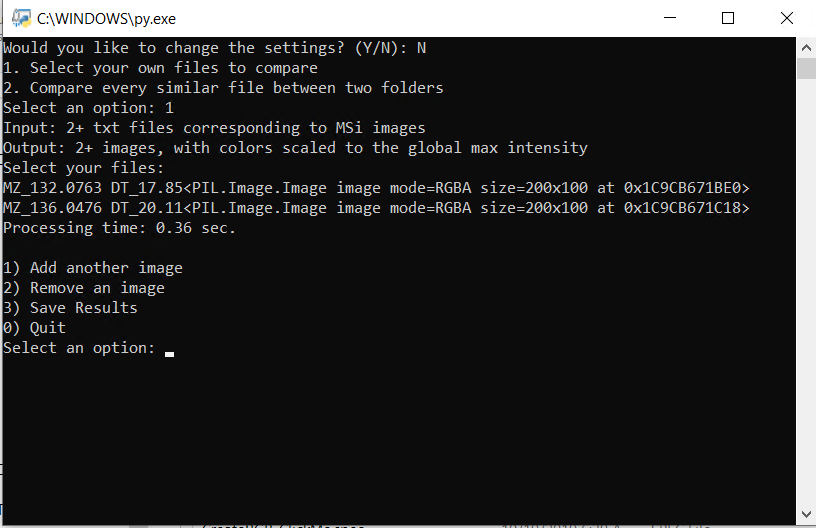 C:\WINDOWS\py.exe
Would you like to change the settings? (Y/N): N
1. Select your own files to compare
2. Compare every similar file between two folders
Select an option: 1
Input: 2+ txt files corresponding to MSi images
Output: 2+ images, with colors scaled to the global max intensity
Select your files:
MZ_132.0763 DT_17.85<PIL.Image.Image image mode=RGBA size=200x100 at 0x1C9CB671BE0>
MZ_136.0476 DT_20.11<PIL.Image.Image image mode=RGBA size=200x100 at 0x1C9CB671C18>
Processing time: 0.36 sec.
1) Add another image
2) Remove an image
3) Save Results
0) Quit
Select an option: